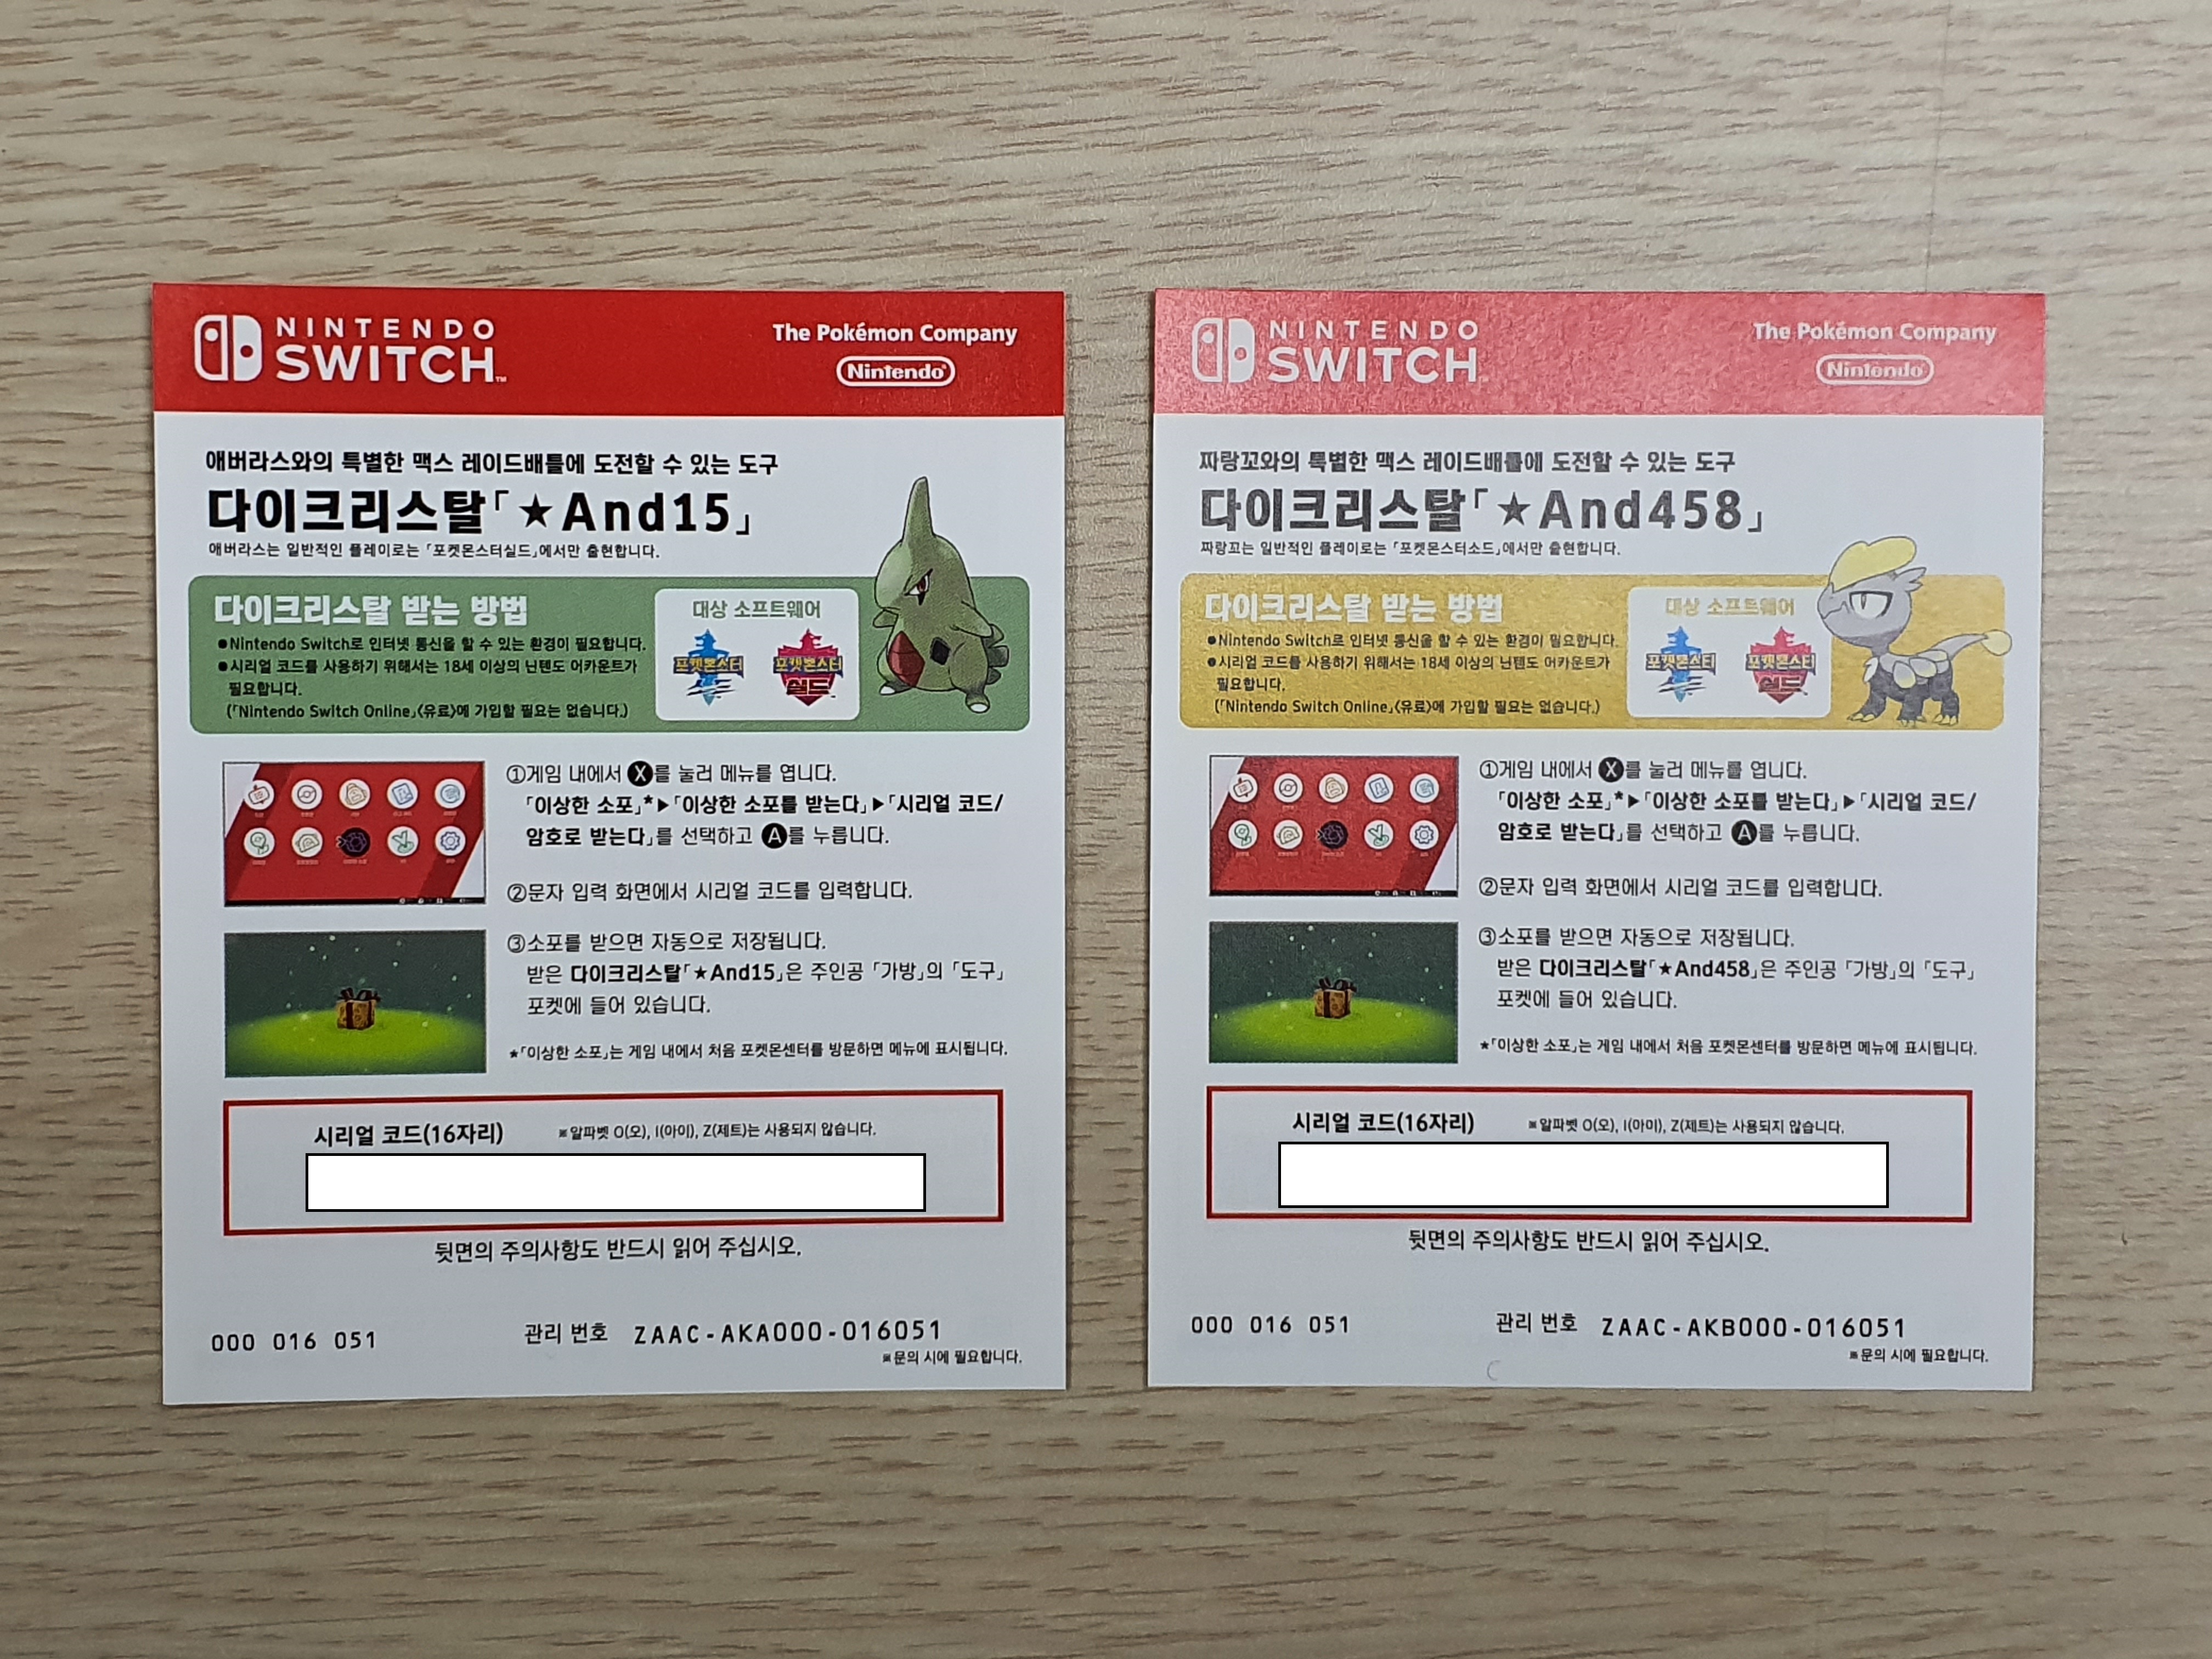 NINTENDO
SWITCH™
The Pokémon Company
Nintendo®
애버라스와의 특별한 맥스 레이드배틀에 도전할 수 있는 도구
다이크리스탈「★And15」
애버라스는 일반적인 플레이로는 「포켓몬스터실드」에서만 출현합니다.
다이크리스탈 받는 방법
●Nintendo Switch로 인터넷 통신을 할 수 있는 환경이 필요합니다.
●시리얼 코드를 사용하기 위해서는 18세 이상의 닌텐도 어카운트가
필요합니다.
(「Nintendo Switch Online」〈유료〉에 가입할 필요는 없습니다.)
대상 소프트웨어
포켓몬스터
포켓몬스터
실드
①게임 내에서 X를 눌러 메뉴를 엽니다.
「이상한 소포」*▶「이상한 소포를 받는다」▶「시리얼 코드/
암호로 받는다」를 선택하고 A를 누릅니다.
②문자 입력 화면에서 시리얼 코드를 입력합니다.
③소포를 받으면 자동으로 저장됩니다.
받은 다이크리스탈「★And15」은 주인공 「가방」의 「도구」
포켓에 들어 있습니다.
*「이상한 소포」는 게임 내에서 처음 포켓몬센터를 방문하면 메뉴에 표시됩니다.
시리얼 코드(16자리)
※알파벳 O(오), I(아이), Z(제트)는 사용되지 않습니다.
뒷면의 주의사항도 반드시 읽어 주십시오.
000 016 051
관리 번호 ZAAC-AKA000-016051
※문의 시에 필요합니다.
NINTENDO
SWITCH™
The Pokémon Company
Nintendo®
짜랑꼬와의 특별한 맥스 레이드배틀에 도전할 수 있는 도구
다이크리스탈「★And458」
짜랑꼬는 일반적인 플레이로는 「포켓몬스터소드」에서만 출현합니다.
다이크리스탈 받는 방법
●Nintendo Switch로 인터넷 통신을 할 수 있는 환경이 필요합니다.
●시리얼 코드를 사용하기 위해서는 18세 이상의 닌텐도 어카운트가
필요합니다.
(「Nintendo Switch Online」〈유료〉에 가입할 필요는 없습니다.)
대상 소프트웨어
포켓몬스터
포켓몬스터
실드
①게임 내에서 X를 눌러 메뉴를 엽니다.
「이상한 소포」*▶「이상한 소포를 받는다」▶「시리얼 코드/
암호로 받는다」를 선택하고 A를 누릅니다.
②문자 입력 화면에서 시리얼 코드를 입력합니다.
③소포를 받으면 자동으로 저장됩니다.
받은 다이크리스탈「★And458」은 주인공 「가방」의 「도구」
포켓에 들어 있습니다.
*「이상한 소포」는 게임 내에서 처음 포켓몬센터를 방문하면 메뉴에 표시됩니다.
시리얼 코드(16자리)
※알파벳 O(오), I(아이), Z(제트)는 사용되지 않습니다.
뒷면의 주의사항도 반드시 읽어 주십시오.
000 016 051
관리 번호 ZAAC-AKB000-016051
※문의 시에 필요합니다.